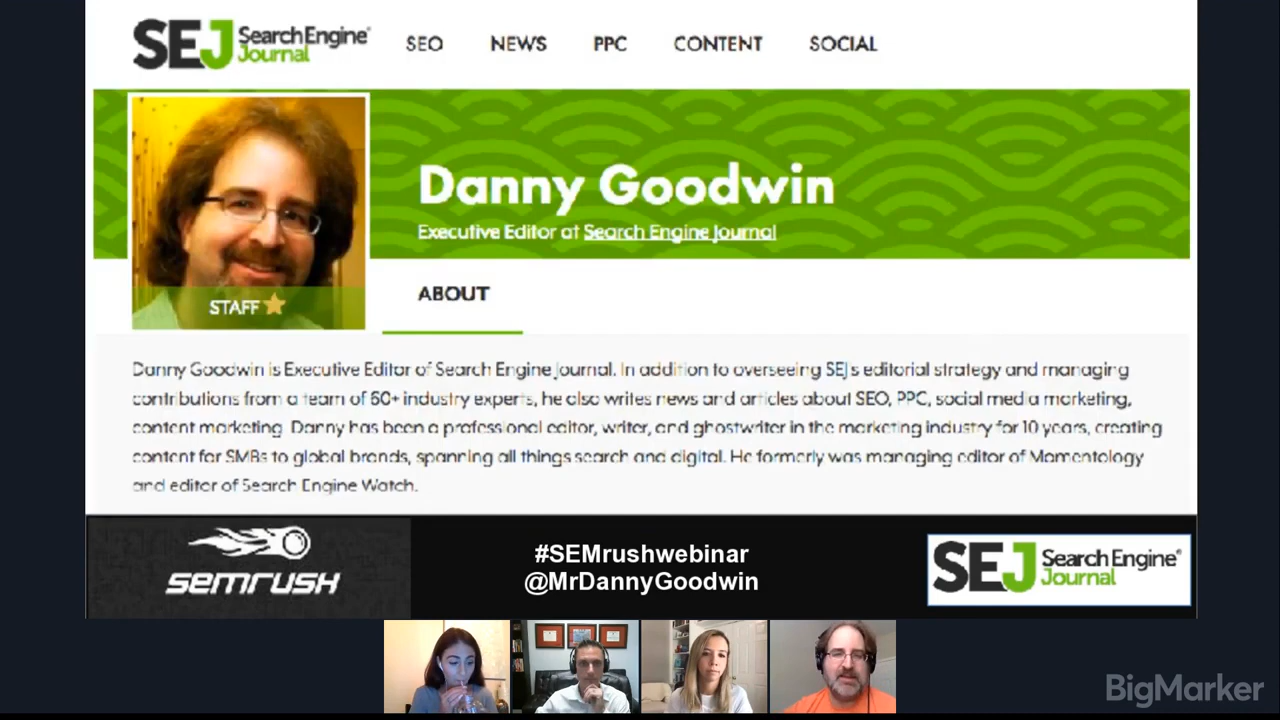 SEJ Search Engine Journal
SEO NEWS PPC CONTENT SOCIAL
Danny Goodwin
Executive Editor at Search Engine Journal
STAFF
ABOUT
Danny Goodwin is Executive Editor of Search Engine Journal. In addition to overseeing SEJ's editorial strategy and managing
contributions from a team of 60+ industry experts, he also writes news and articles about SEO, PPC, social media marketing,
content marketing. Danny has been a professional editor, writer, and ghostwriter in the marketing industry for 10 years, creating
content for SMBs to global brands, spanning all things search and digital. He formerly was managing editor of Momentology
and editor of Search Engine Watch.
semrush
#SEMrushwebinar
@MrDannyGoodwin
SEJ Search Engine Journal
BigMarker